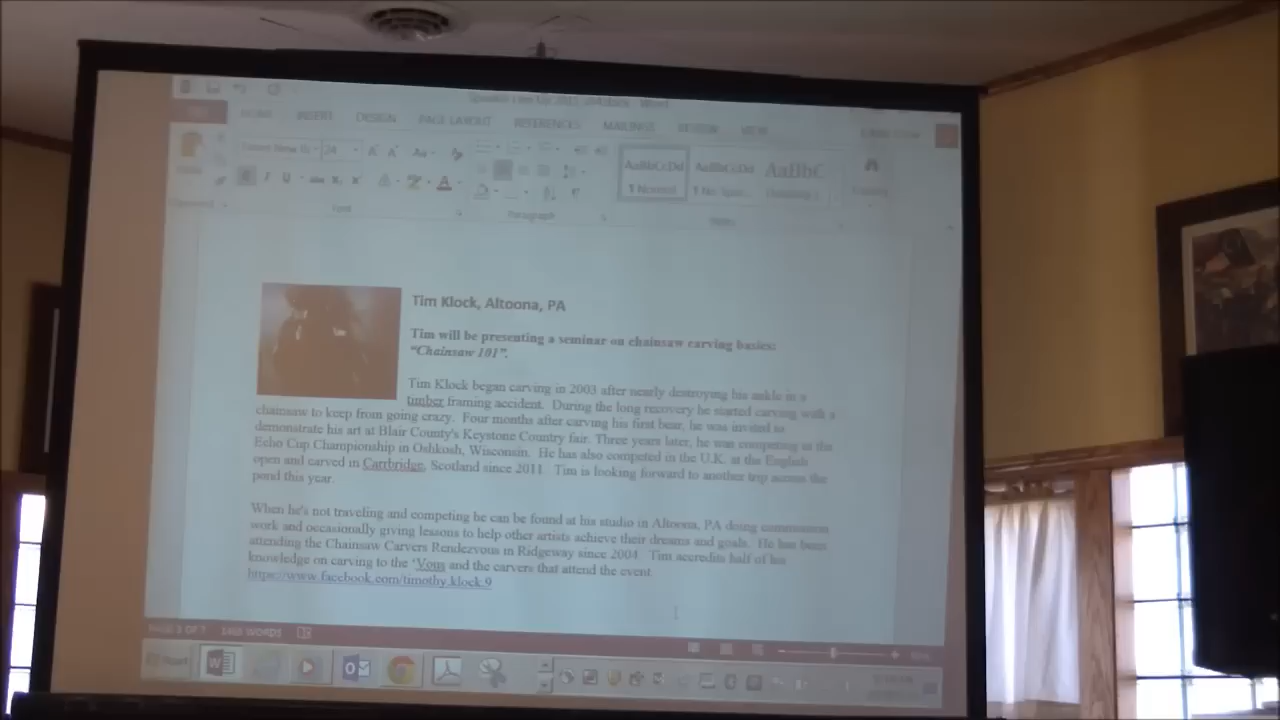 HOME INSERT DESIGN PAGE LAYOUT REFERENCES MAILINGS REVIEW VIEW
24
AaBbCcDd AaBbCcDd AaBbC
¶ Normal
Paragraph
Tim Klock, Altoona, PA
Tim will be presenting a seminar on chainsaw carving basics:
"Chainsaw 101".
Tim Klock began carving in 2003 after nearly destroying his ankle in a
timber framing accident. During the long recovery he started carving with a
chainsaw to keep from going crazy. Four months after carving his first bear, he was invited to
demonstrate his art at Blair County's Keystone Country fair. Three years later, he was competing in the
Echo Cup Championship in Oshkosh, Wisconsin. He has also competed in the U.K. at the English
open and carved in Carrbridge, Scotland since 2011. Tim is looking forward to another trip across the
pond this year.
When he's not traveling and competing he can be found at his studio in Altoona, PA doing commission
work and occasionally giving lessons to help other artists achieve their dreams and goals. He has been
attending the Chainsaw Carvers Rendezvous in Ridgeway since 2004. Tim accredits half of his
knowledge on carving to the 'Vous and the carvers that attend the event.
https://www.facebook.com/timothy.klock.9
WORDS
Start